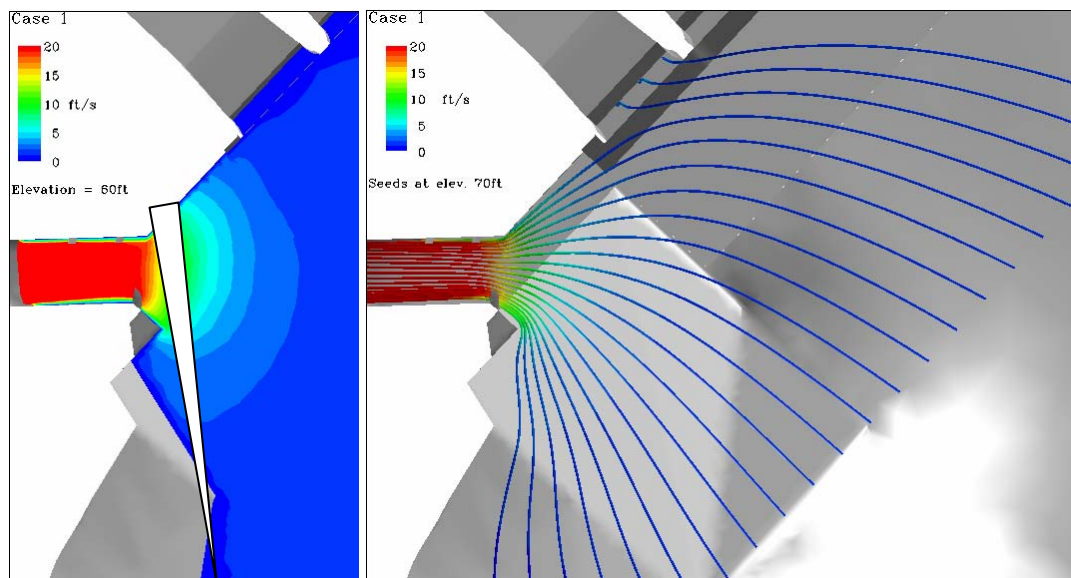 Case 1
20
15
10 ft/s
5
0
Elevation = 60ft
Case 1
20
15
10 ft/s
5
0
Seeds at elev. 70ft